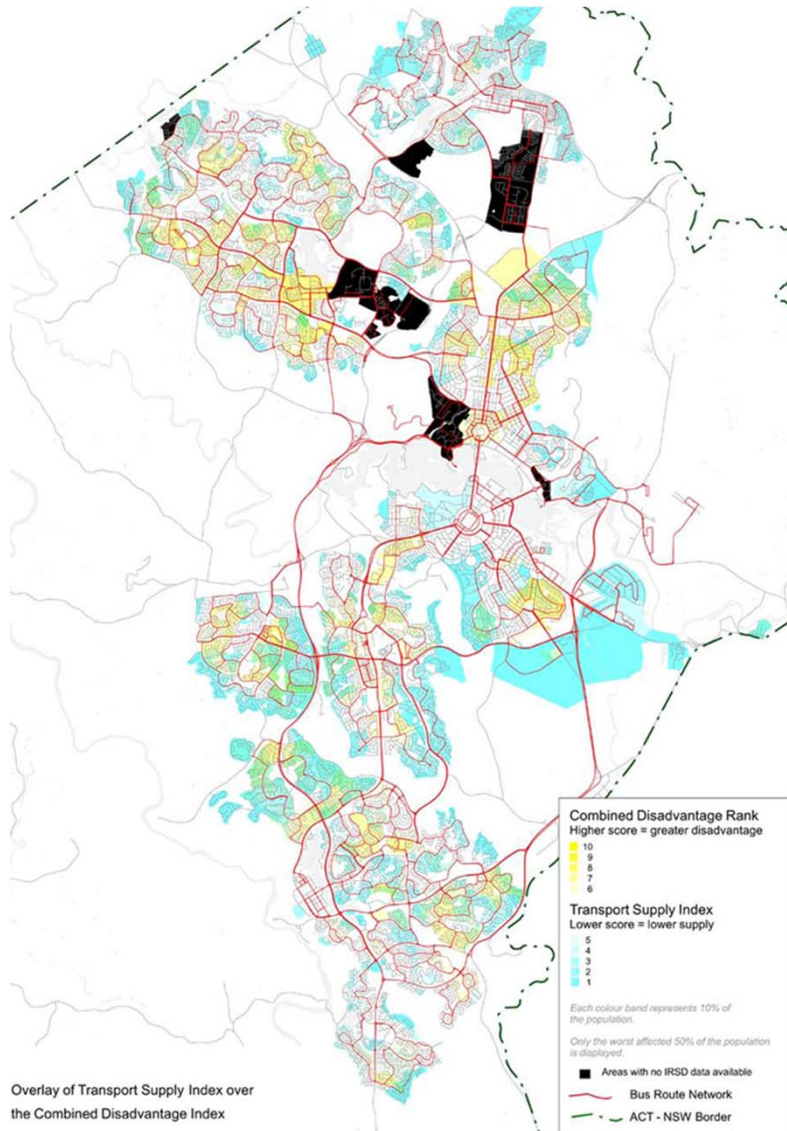 Combined Disadvantage Rank
Higher score = greater disadvantage
10
9
8
7
6
Transport Supply Index
Lower score = lower supply
5
4
3
2
1
Each colour band represents 10% of
the population.
Only the worst affected 50% of the population
is displayed.
Areas with no IRSD data available
Bus Route Network
ACT - NSW Border
Overlay of Transport Supply Index over
the Combined Disadvantage Index